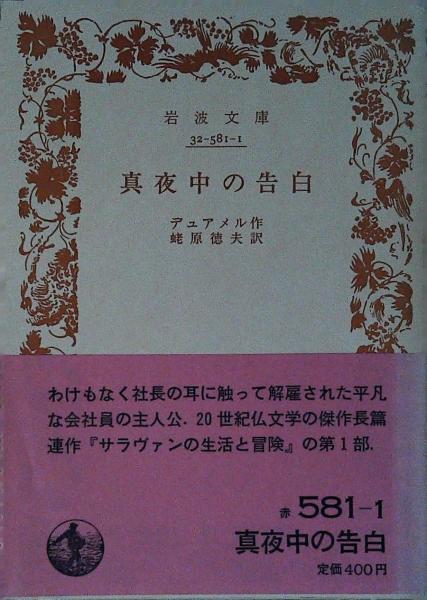 岩波文庫
32-581-1
真夜中の告白
デュアメル作
蛯原徳夫訳
わけもなく社長の耳に触って解雇された平凡
な会社員の主人公．20世紀仏文学の傑作長篇
連作『サラヴァンの生活と冒険』の第1部．
赤 581-1
真夜中の告白
定価400円